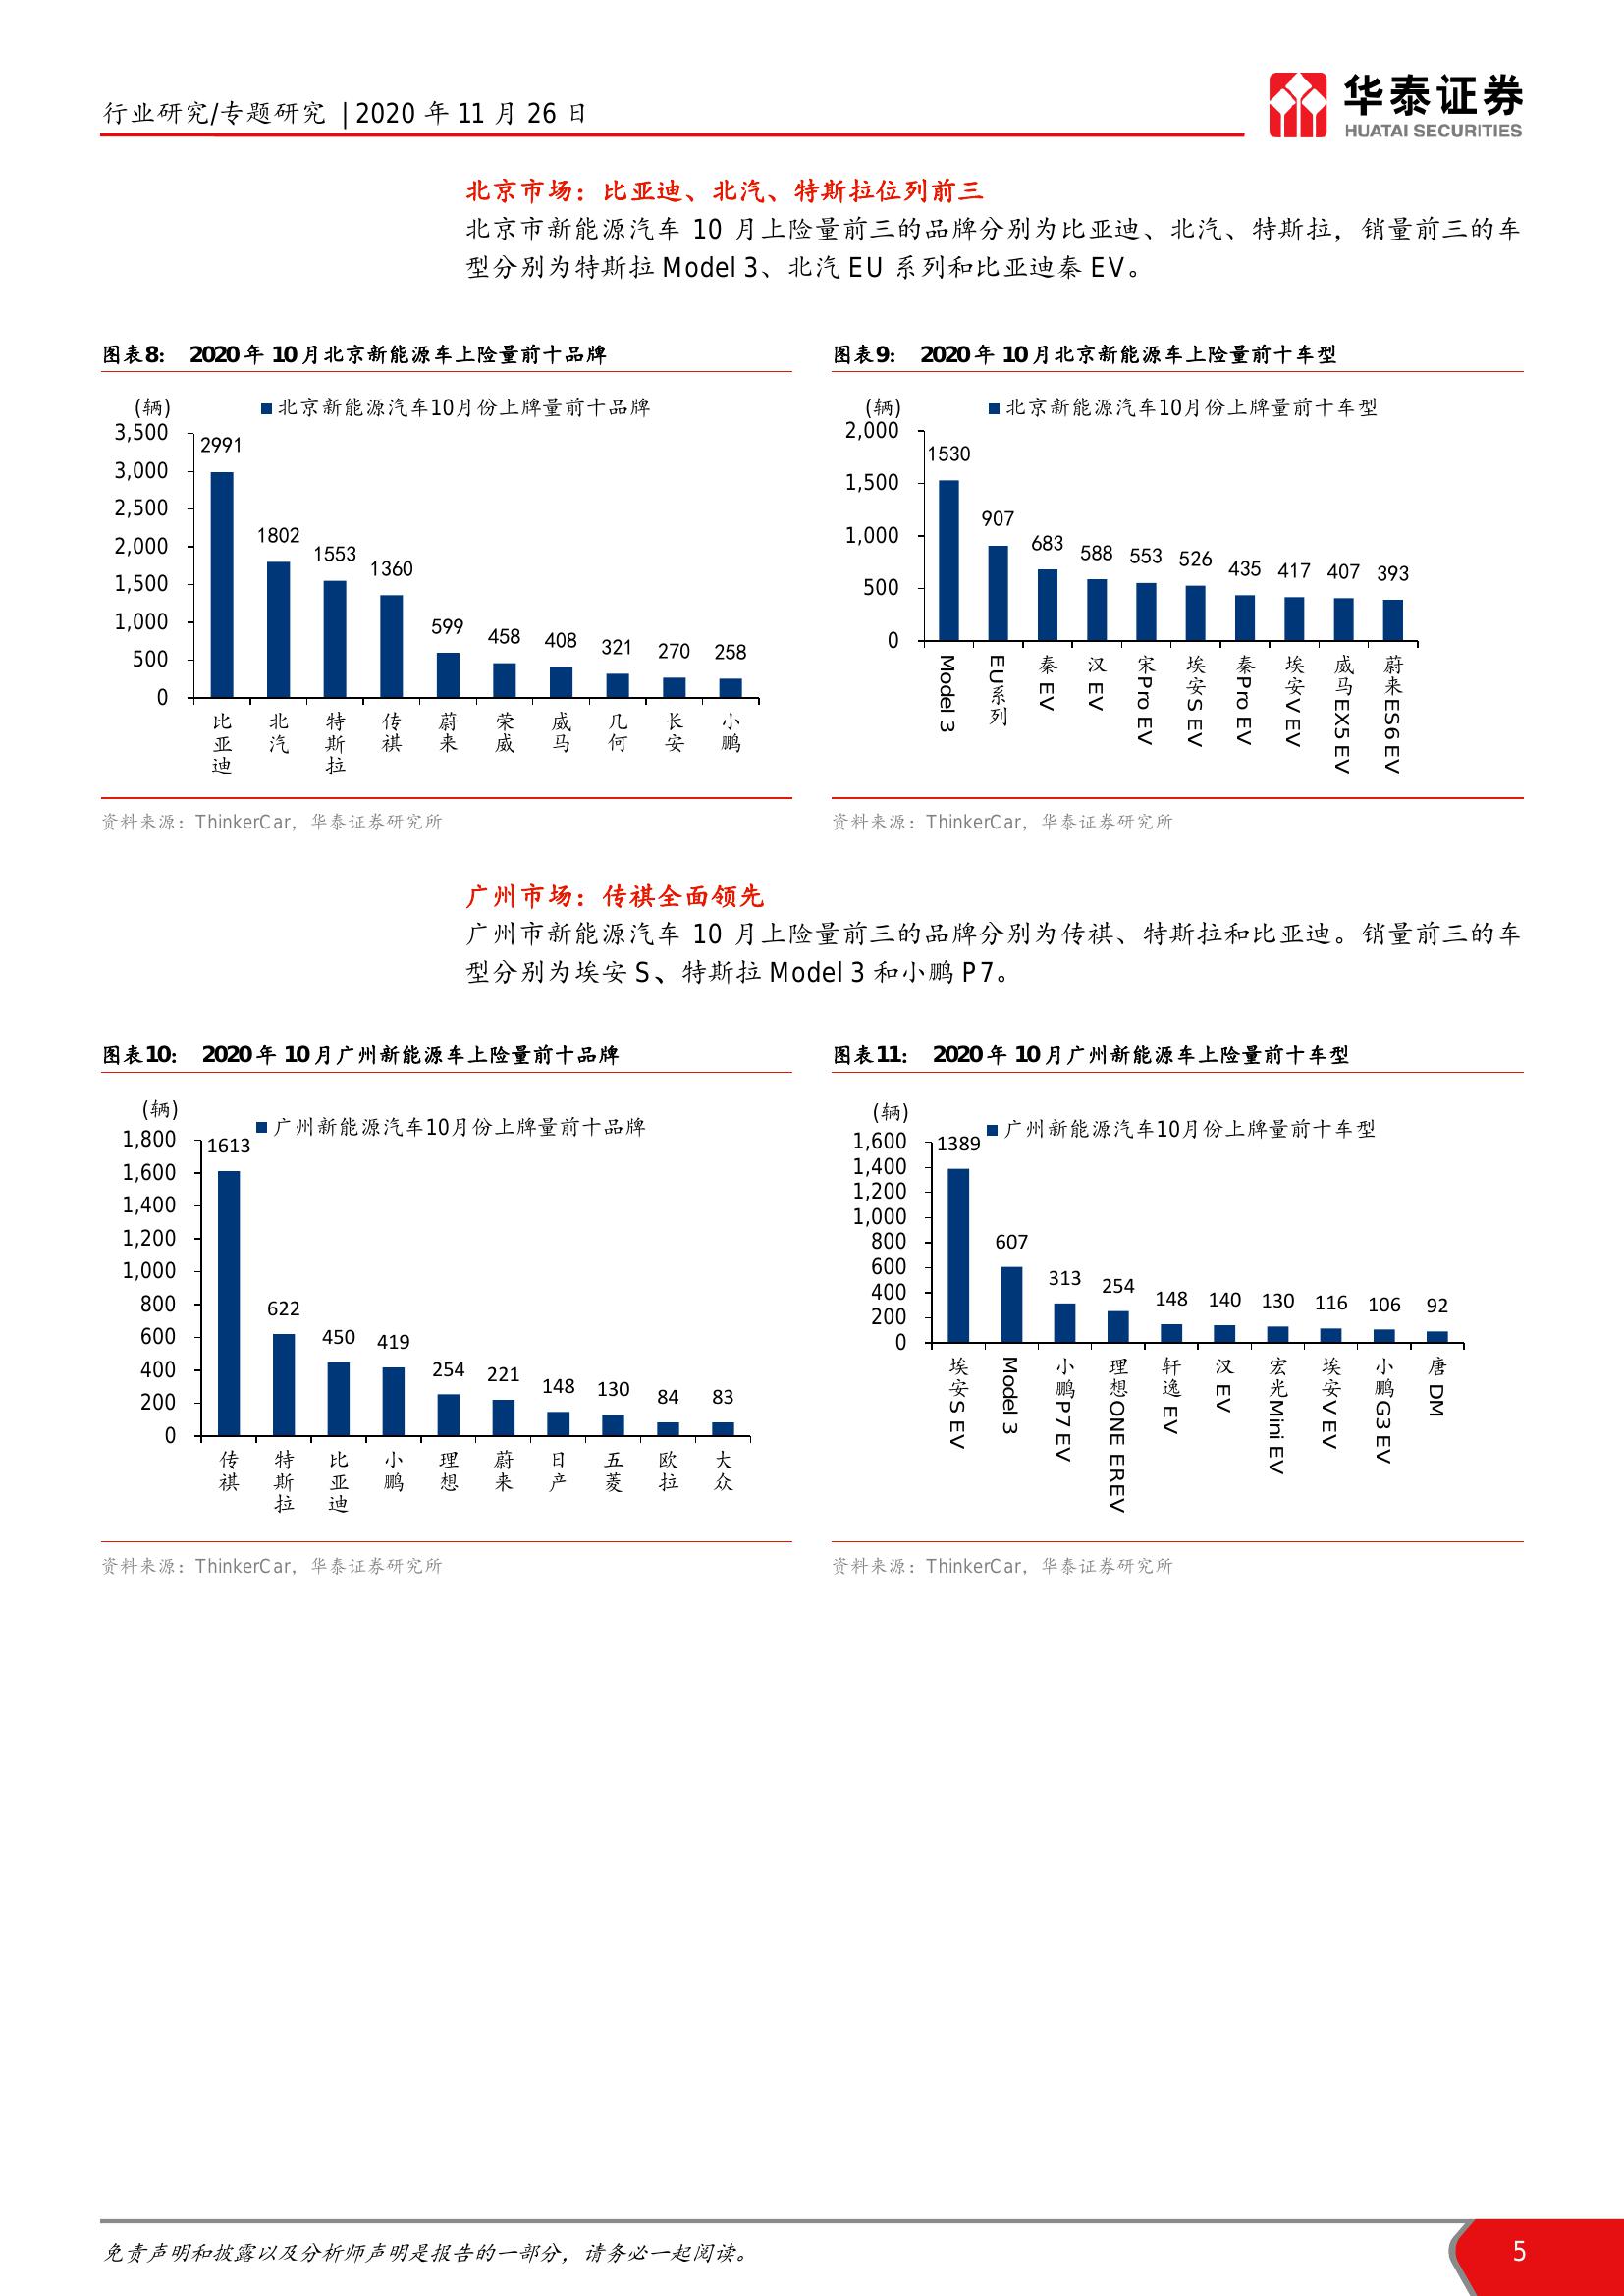 行业研究/专题研究 | 2020 年 11 月 26 日
华泰证券
HUATAI SECURITIES
北京市场：比亚迪、北汽、特斯拉位列前三
北京市新能源汽车 10 月上险量前三的品牌分别为比亚迪、北汽、特斯拉，销量前三的车
型分别为特斯拉 Model 3、北汽 EU 系列和比亚迪秦 EV。
图表8： 2020 年 10 月北京新能源车上险量前十品牌
(辆)
北京新能源汽车10月份上牌量前十品牌
3,500
3,000
2,500
2,000
1,500
1,000
500
0
2991
1802
1553
1360
599
458
408
321
270
258
比亚迪
北汽
特斯拉
传祺
蔚来
荣威
威马
几何
长安
小鹏
资料来源：ThinkerCar，华泰证券研究所
图表9： 2020 年 10 月北京新能源车上险量前十车型
(辆)
北京新能源汽车10月份上牌量前十车型
2,000
1,500
1,000
500
0
1530
907
683
588
553
526
435
417
407
393
Model 3
EU系列
秦 EV
汉 EV
宋Pro EV
埃安S EV
秦Pro EV
埃安V EV
威马EX5 EV
蔚来ES6 EV
资料来源：ThinkerCar，华泰证券研究所
广州市场：传祺全面领先
广州市新能源汽车 10 月上险量前三的品牌分别为传祺、特斯拉和比亚迪。销量前三的车
型分别为埃安 S、特斯拉 Model 3 和小鹏 P7。
图表10： 2020 年 10 月广州新能源车上险量前十品牌
(辆)
广州新能源汽车10月份上牌量前十品牌
1,800
1,600
1,400
1,200
1,000
800
600
400
200
0
1613
622
450
419
254
221
148
130
84
83
传祺
特斯拉
比亚迪
小鹏
理想
蔚来
日产
五菱
欧拉
大众
资料来源：ThinkerCar，华泰证券研究所
图表11： 2020 年 10 月广州新能源车上险量前十车型
(辆)
广州新能源汽车10月份上牌量前十车型
1,600
1,400
1,200
1,000
800
600
400
200
0
1389
607
313
254
148
140
130
116
106
92
埃安S EV
Model 3
小鹏P7 EV
理想ONE EREV
轩逸 EV
汉 EV
宏光Mini EV
埃安V EV
小鹏G3 EV
唐 DM
资料来源：ThinkerCar，华泰证券研究所
免责声明和披露以及分析师声明是报告的一部分，请务必一起阅读。
5